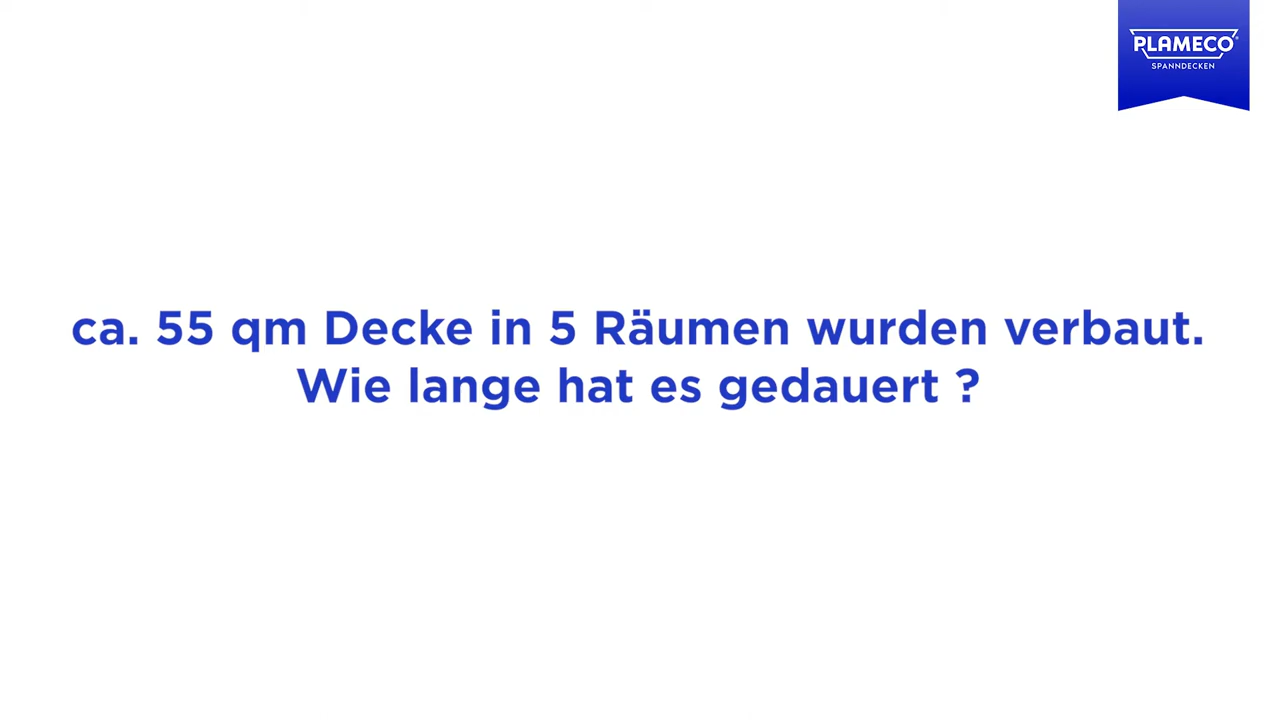 PLAMECO®
SPANNDECKEN
ca. 55 qm Decke in 5 Räumen wurden verbaut.
Wie lange hat es gedauert ?